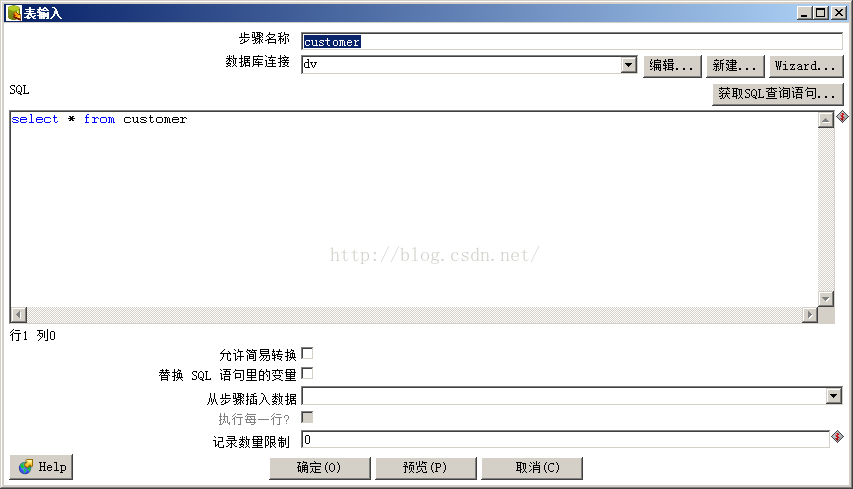 表输入
步骤名称 customer
数据库连接 dv 编辑... 新建... Wizard...
SQL 获取SQL查询语句...
select * from customer
http://blog.csdn.net/
行1 列0
允许简易转换
替换 SQL 语句里的变量
从步骤插入数据
执行每一行?
记录数量限制 0
Help 确定(O) 预览(P) 取消(C)